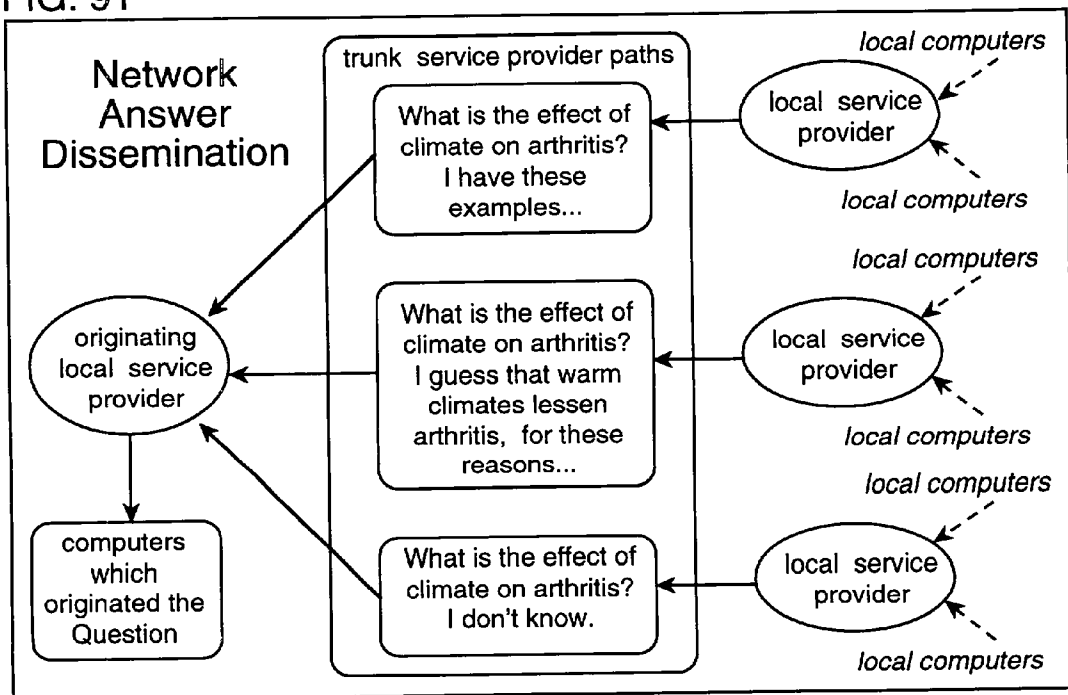 FIG. 91
Network
Answer
Dissemination
trunk service provider paths
What is the effect of
climate on arthritis?
I have these
examples...
local service
provider
local computers
local computers
originating
local service
provider
What is the effect of
climate on arthritis?
I guess that warm
climates lessen
arthritis, for these
reasons...
local service
provider
local computers
local computers
computers
which
originated the
Question
What is the effect of
climate on arthritis?
I don't know.
local service
provider
local computers
local computers